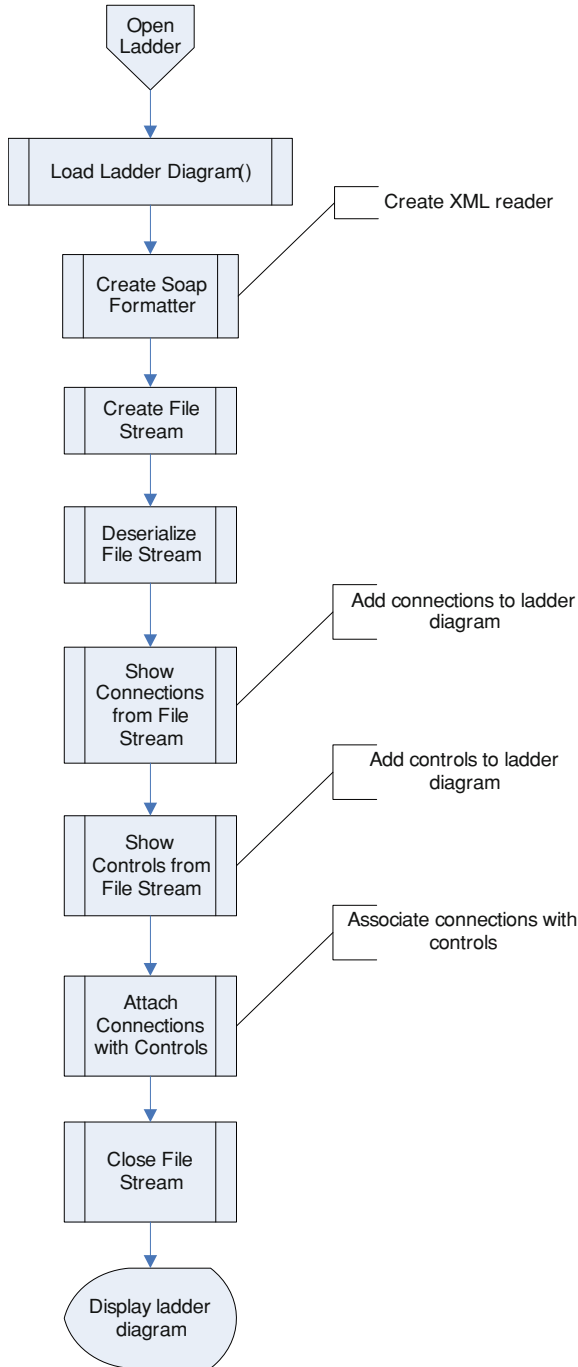 Open
Ladder
Load Ladder Diagram()
Create XML reader
Create Soap
Formatter
Create File
Stream
Deserialize
File Stream
Add connections to ladder
diagram
Show
Connections
from File
Stream
Add controls to ladder
diagram
Show
Controls from
File Stream
Associate connections with
controls
Attach
Connections
with Controls
Close File
Stream
Display ladder
diagram